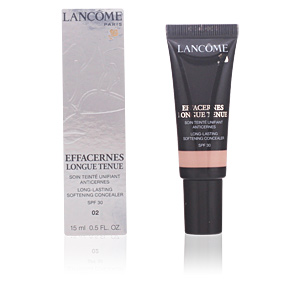 LANCÔME
PARIS
EFFACERNES
LONGUE TENUE
SOIN TEINTÉ UNIFIANT
ANTICERNES
LONG-LASTING
SOFTENING CONCEALER
SPF 30
02
15 ml 0.5 FL. OZ.
LANCÔME
EFFACERNES
LONGUE TENUE
SOIN TEINTÉ UNIFIANT
ANTICERNES
LONG-LASTING
SOFTENING CONCEALER
SPF 30